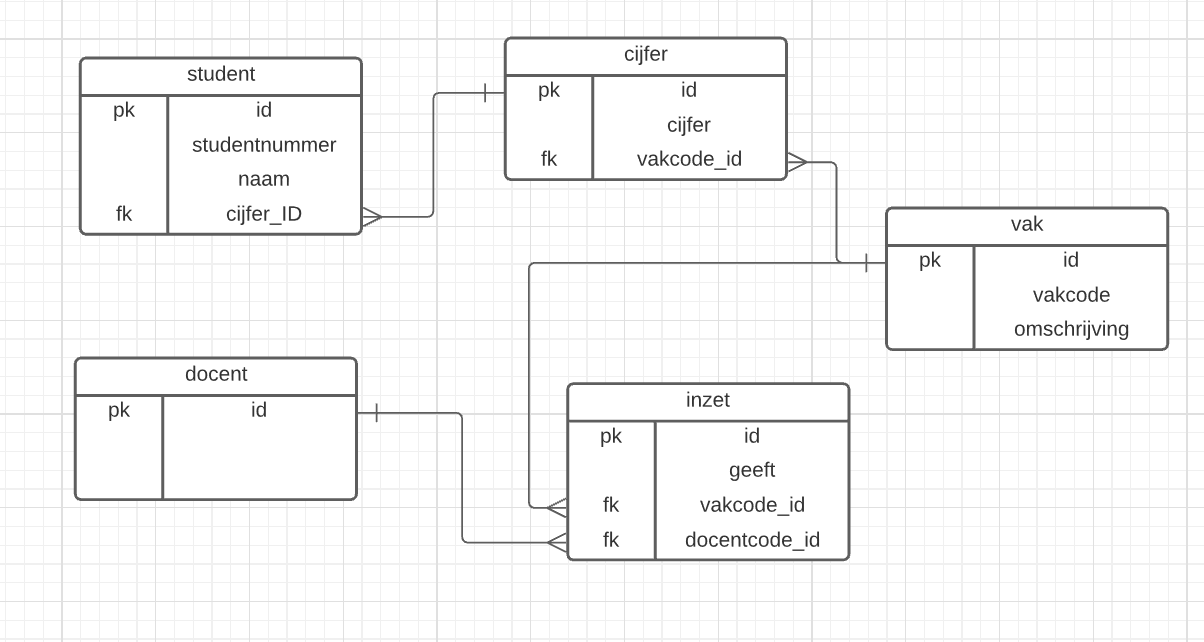 student
pk id
studentnummer
naam
fk cijfer_ID
cijfer
pk id
cijfer
fk vakcode_id
vak
pk id
vakcode
omschrijving
docent
pk id
inzet
pk id
geeft
fk vakcode_id
fk docentcode_id